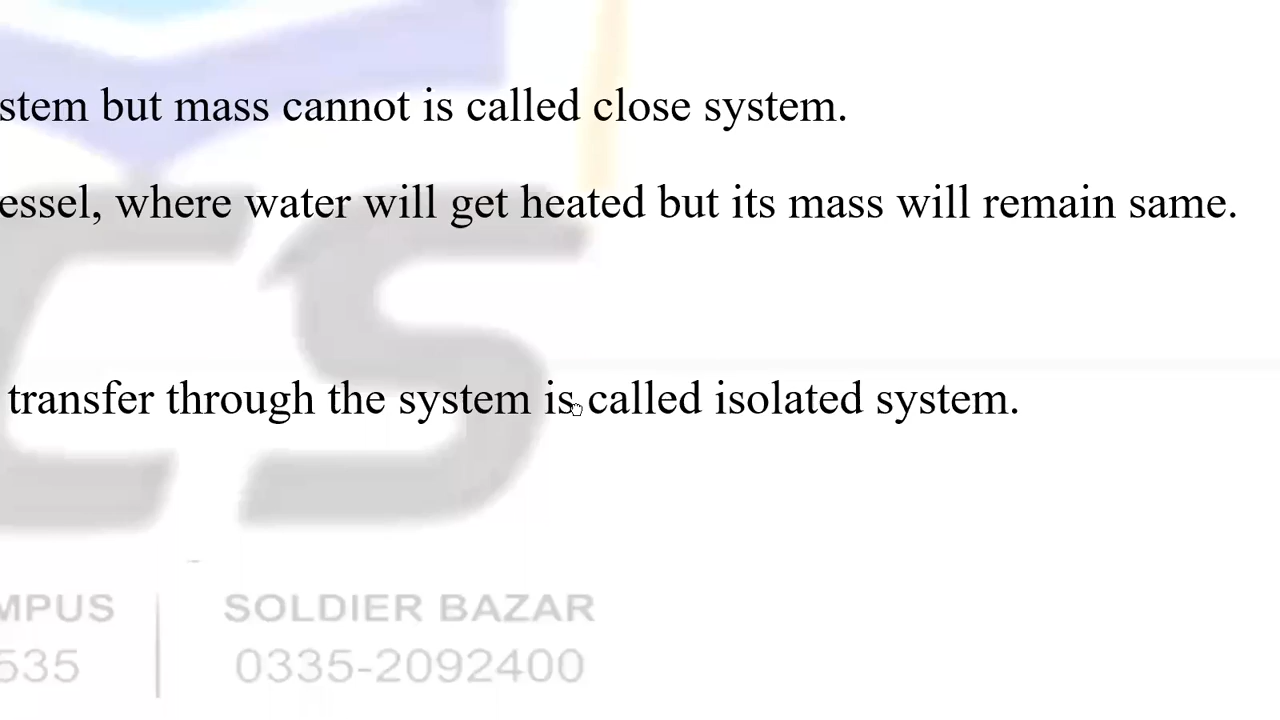 stem but mass cannot is called close system.
essel, where water will get heated but its mass will remain same.
transfer through the system is called isolated system.
CS
MPUS SOLDIER BAZAR
535 0335-2092400